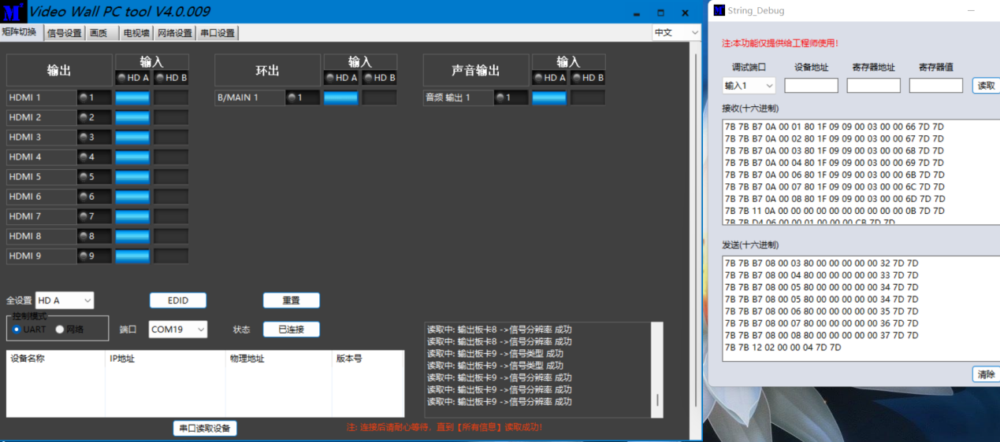 M Video Wall PC tool V4.0.009
矩阵切换 信号设置 画质 电视墙 网络设置 串口设置 中文
输出 输入
HD A HD B
HDMI 1 1
HDMI 2 2
HDMI 3 3
HDMI 4 4
HDMI 5 5
HDMI 6 6
HDMI 7 7
HDMI 8 8
HDMI 9 9
环出 输入
HD A HD B
B/MAIN 1 1
声音输出 输入
HD A HD B
音频 输出 1 1
全设置 HD A EDID 重置
控制模式
UART 网络 端口 COM19 状态 已连接
设备名称 IP地址 物理地址 版本号
串口读取设备
读取中: 输出板卡8 ->信号分辨率 成功
读取中: 输出板卡8 ->信号分辨率 成功
读取中: 输出板卡9 ->信号类型 成功
读取中: 输出板卡9 ->信号分辨率 成功
读取中: 输出板卡9 ->信号分辨率 成功
读取中: 输出板卡9 ->信号分辨率 成功
读取中: 输出板卡9 ->信号分辨率 成功
注: 连接后请耐心等待，直到【所有信息】读取成功!
M String_Debug
注:本功能仅提供给工程师使用!
调试端口 设备地址 寄存器地址 寄存器值
输入1 读取
接收(十六进制)
7B 7B B7 0A 00 01 80 1F 09 09 00 03 00 00 66 7D 7D
7B 7B B7 0A 00 02 80 1F 09 09 00 03 00 00 67 7D 7D
7B 7B B7 0A 00 03 80 1F 09 09 00 03 00 00 68 7D 7D
7B 7B B7 0A 00 04 80 1F 09 09 00 03 00 00 69 7D 7D
7B 7B B7 0A 00 06 80 1F 09 09 00 03 00 00 6B 7D 7D
7B 7B B7 0A 00 07 80 1F 09 09 00 03 00 00 6C 7D 7D
7B 7B B7 0A 00 08 80 1F 09 09 00 03 00 00 6D 7D 7D
7B 7B 11 0A 00 00 00 00 00 00 00 00 00 00 0B 7D 7D
7B 7B D4 06 00 00 01 00 00 00 CB 7D 7D
发送(十六进制)
7B 7B B7 08 00 03 80 00 00 00 00 00 32 7D 7D
7B 7B B7 08 00 04 80 00 00 00 00 00 33 7D 7D
7B 7B B7 08 00 05 80 00 00 00 00 00 34 7D 7D
7B 7B B7 08 00 05 80 00 00 00 00 00 34 7D 7D
7B 7B B7 08 00 06 80 00 00 00 00 00 35 7D 7D
7B 7B B7 08 00 07 80 00 00 00 00 00 36 7D 7D
7B 7B B7 08 00 08 80 00 00 00 00 00 37 7D 7D
7B 7B 12 02 00 00 04 7D 7D
清除